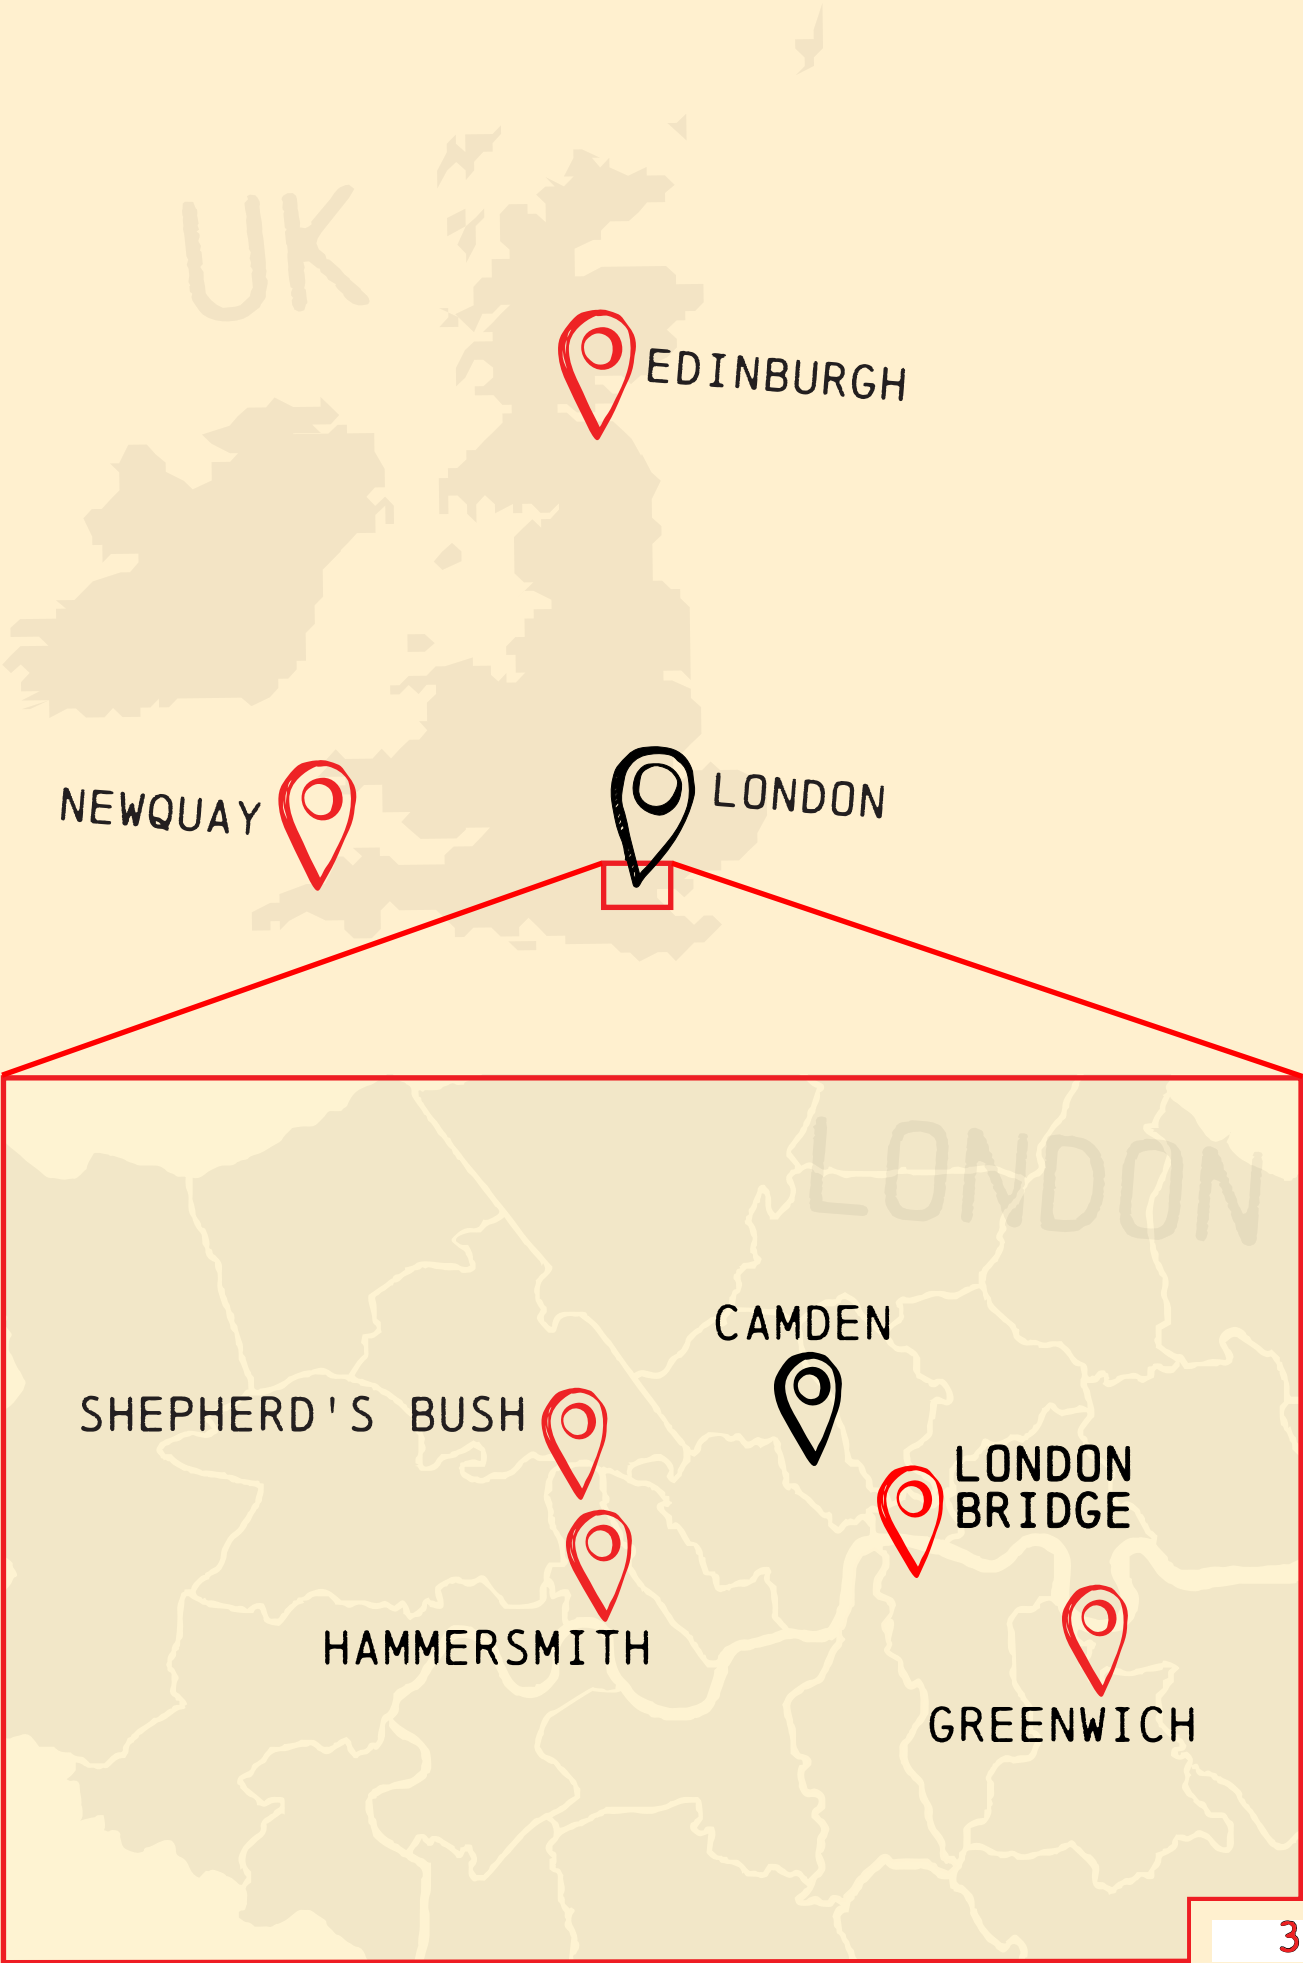 UK
EDINBURGH
NEWQUAY
LONDON
LONDON
CAMDEN
SHEPHERD'S BUSH
LONDON
BRIDGE
HAMMERSMITH
GREENWICH
3